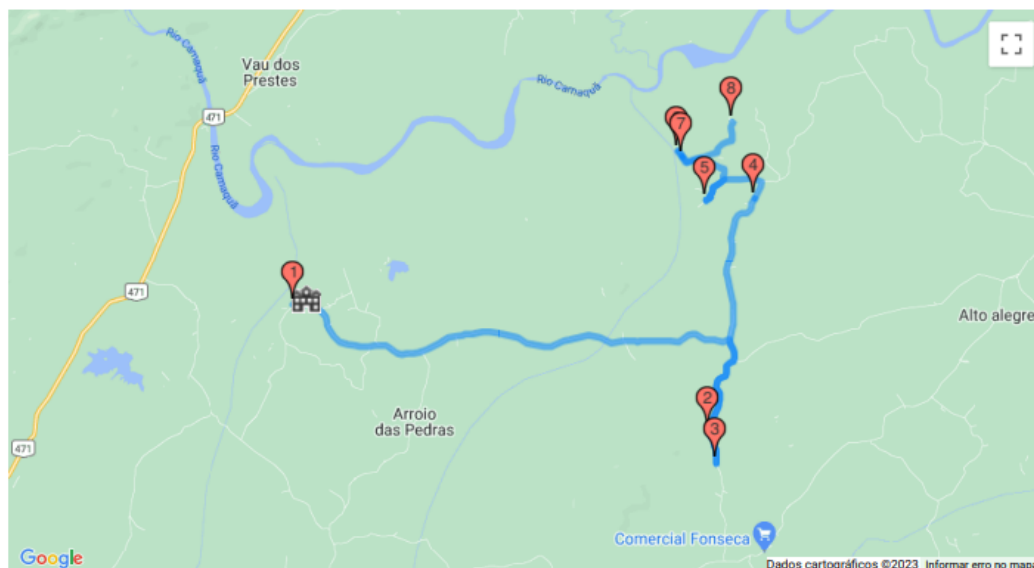 Rio Camaquã
Vau dos
Prestes
Rio Camaquã
471
Rio Camaquã
8
7
5
4
1
471
Alto alegre
2
Arroio
das Pedras
3
471
Comercial Fonseca
Google
Dados cartográficos ©2023
Informar erro no mapa